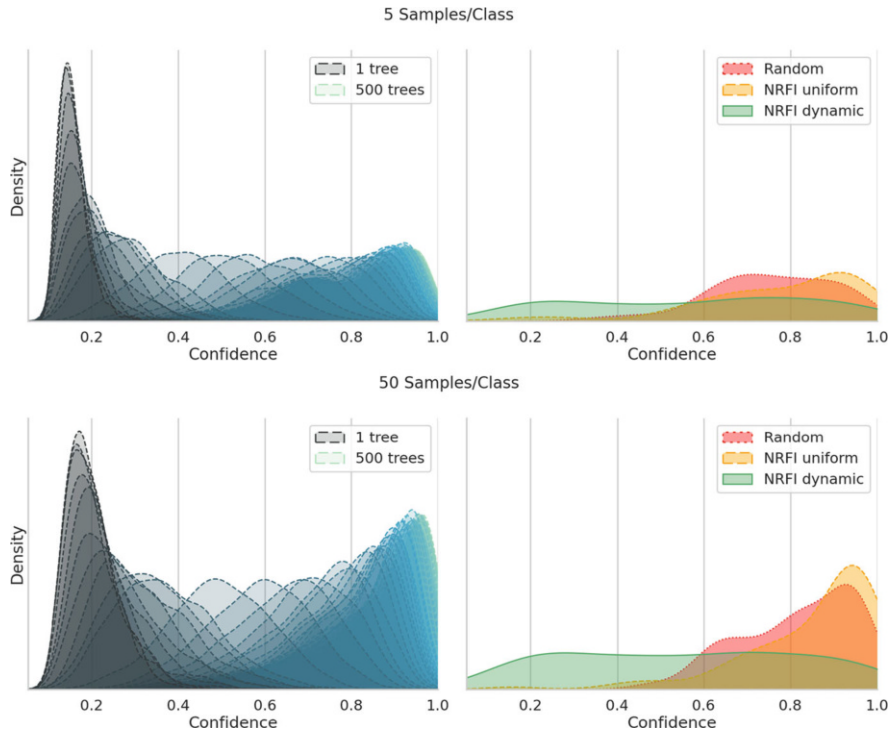 5 Samples/Class
1 tree
500 trees
Density
0.2 0.4 0.6 0.8 1.0
Confidence
Random
NRFI uniform
NRFI dynamic
0.2 0.4 0.6 0.8 1.0
Confidence
50 Samples/Class
1 tree
500 trees
Density
0.2 0.4 0.6 0.8 1.0
Confidence
Random
NRFI uniform
NRFI dynamic
0.2 0.4 0.6 0.8 1.0
Confidence